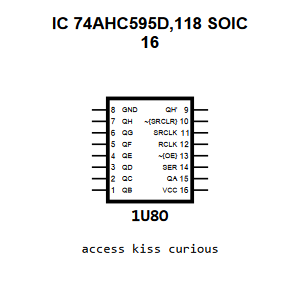 IC 74AHC595D,118 SOIC
16
8 GND QH' 9
7 QH ~{SRCLR} 10
6 QG SRCLK 11
5 QF RCLK 12
4 QE ~{OE} 13
3 QD SER 14
2 QC QA 15
1 QB VCC 16
1U80
access kiss curious